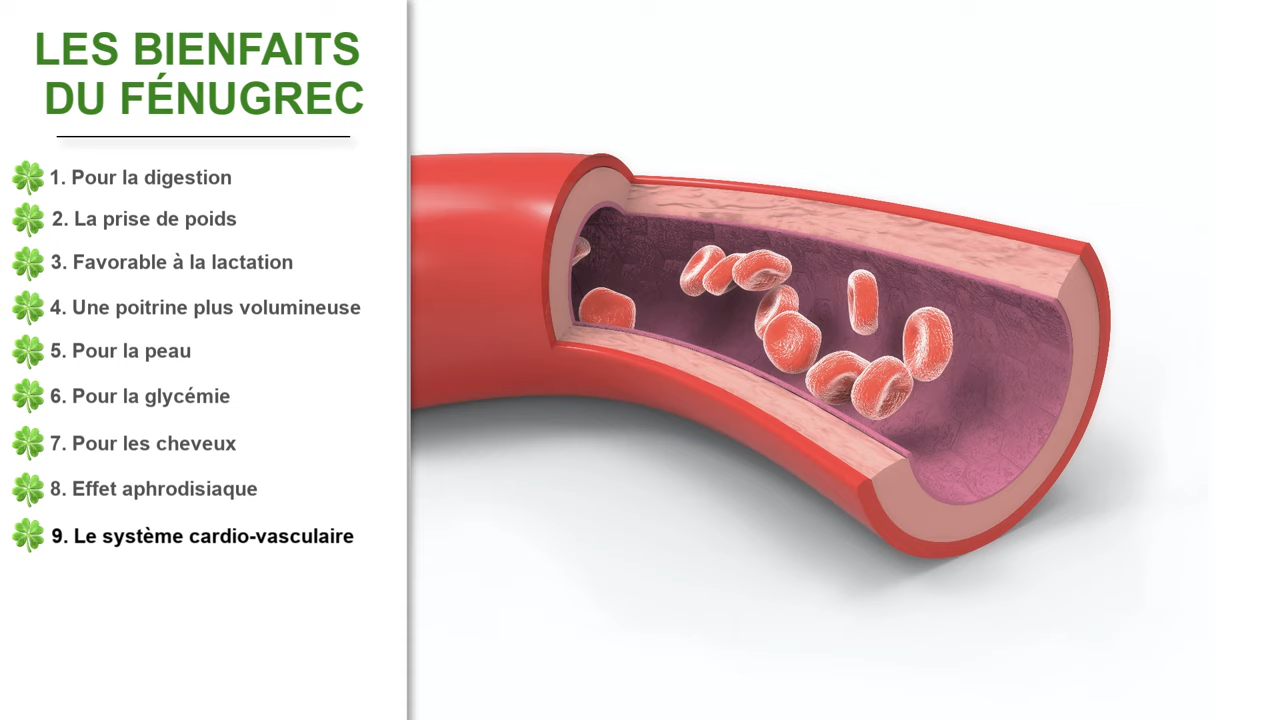 LES BIENFAITS
DU FÉNUGREC
1. Pour la digestion
2. La prise de poids
3. Favorable à la lactation
4. Une poitrine plus volumineuse
5. Pour la peau
6. Pour la glycémie
7. Pour les cheveux
8. Effet aphrodisiaque
9. Le système cardio-vasculaire